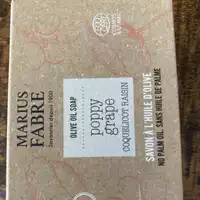 MARIUS
FABRE
Savonnerie depuis 1900
OLIVE OIL SOAP
poppy
grape
COQUELICOT RAISIN
SAVON À L'HUILE D'OLIVE
NO PALM OIL. SANS HUILE DE PALME